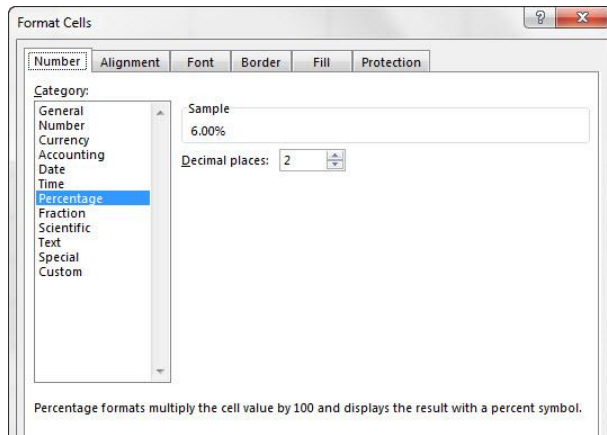 Format Cells
Number Alignment Font Border Fill Protection
Category:
General
Number
Currency
Accounting
Date
Time
Percentage
Fraction
Scientific
Text
Special
Custom
Sample
6.00%
Decimal places: 2
Percentage formats multiply the cell value by 100 and displays the result with a percent symbol.